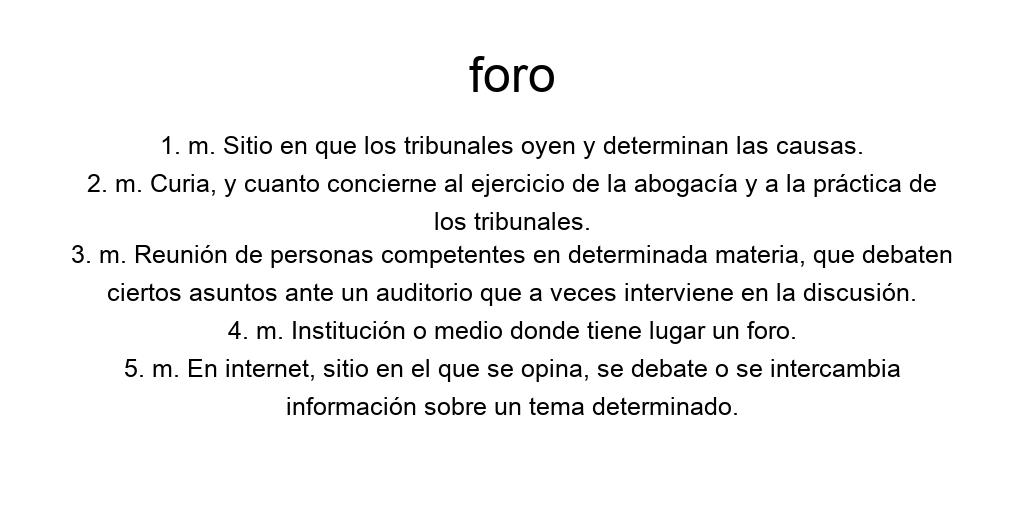 foro
1. m. Sitio en que los tribunales oyen y determinan las causas.
2. m. Curia, y cuanto concierne al ejercicio de la abogacía y a la práctica de
los tribunales.
3. m. Reunión de personas competentes en determinada materia, que debaten
ciertos asuntos ante un auditorio que a veces interviene en la discusión.
4. m. Institución o medio donde tiene lugar un foro.
5. m. En internet, sitio en el que se opina, se debate o se intercambia
información sobre un tema determinado.